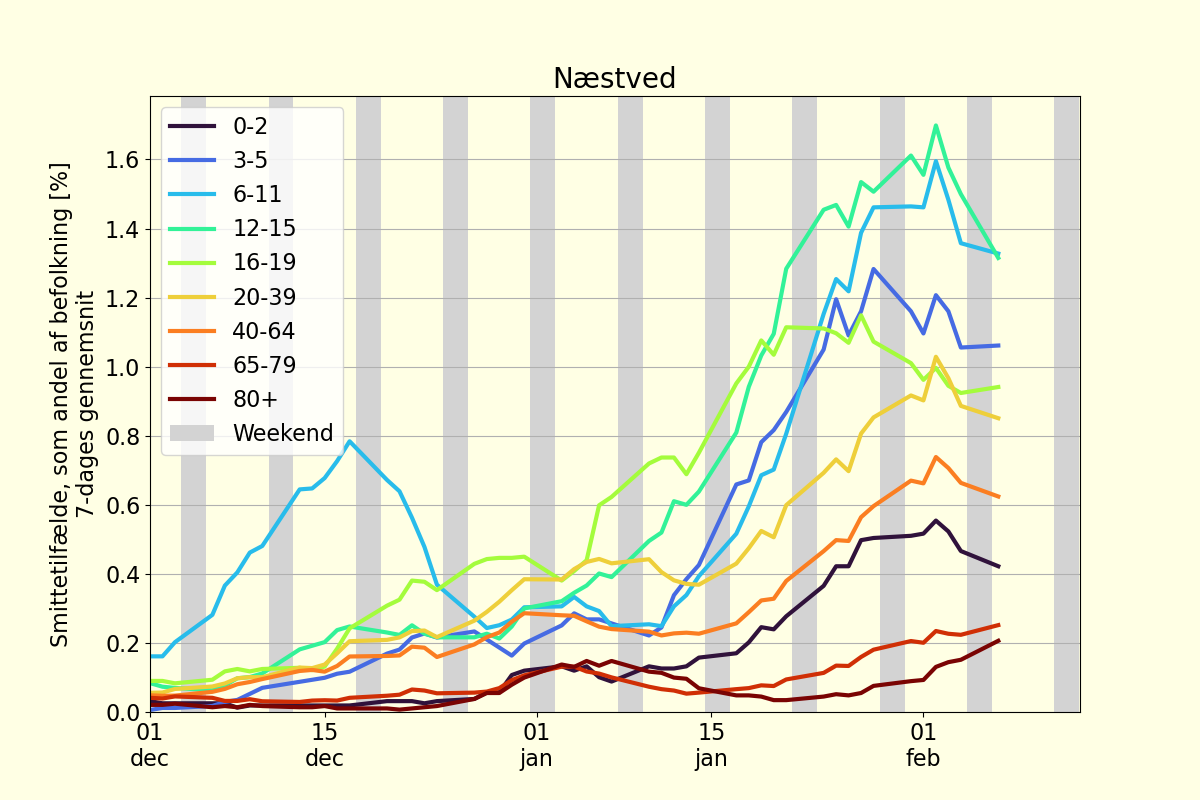 Næstved
Smittetilfælde, som andel af befolkning [%]
7-dages gennemsnit
1.6
1.4
1.2
1.0
0.8
0.6
0.4
0.2
0.0
0-2
3-5
6-11
12-15
16-19
20-39
40-64
65-79
80+
Weekend
01
dec
15
dec
01
jan
15
jan
01
feb